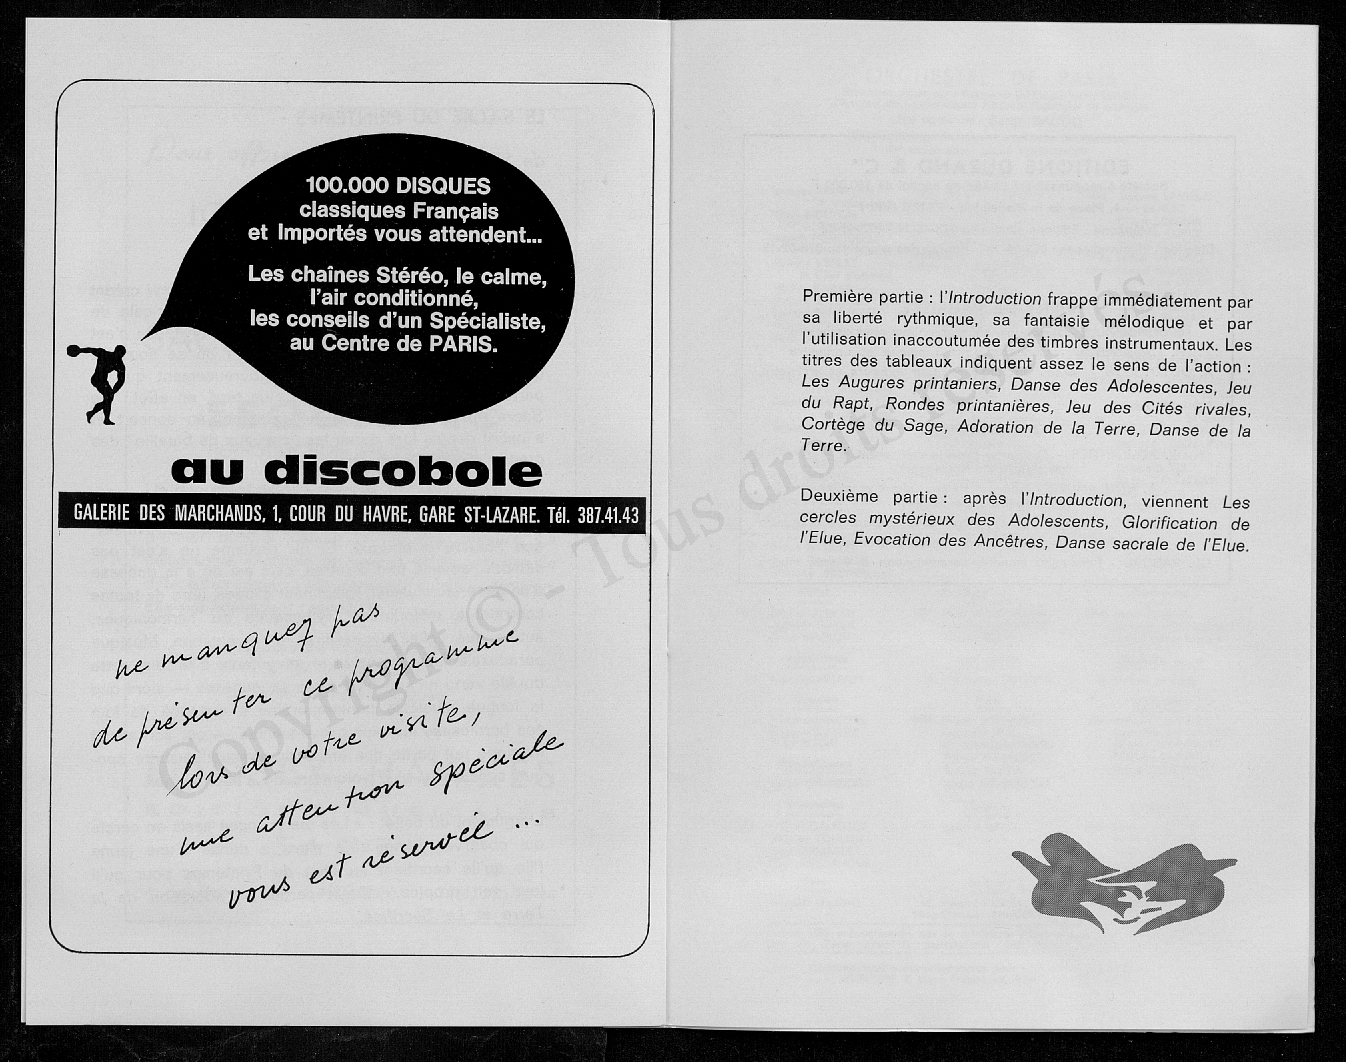 100.000 DISQUES
classiques Français
et Importés vous attendent...
Les chaînes Stéréo, le calme,
l'air conditionné,
les conseils d'un Spécialiste,
au Centre de PARIS.
au discobole
GALERIE DES MARCHANDS, 1, COUR DU HAVRE, GARE ST-LAZARE. Tél. 387.41.43
ne manquez pas
de présenter ce programme
lors de votre visite,
une attention spéciale
vous est réservée ...
Première partie : l'Introduction frappe immédiatement par
sa liberté rythmique, sa fantaisie mélodique et par
l'utilisation inaccoutumée des timbres instrumentaux. Les
titres des tableaux indiquent assez le sens de l'action :
Les Augures printaniers, Danse des Adolescentes, Jeu
du Rapt, Rondes printanières, Jeu des Cités rivales,
Cortège du Sage, Adoration de la Terre, Danse de la
Terre.
Deuxième partie : après l'Introduction, viennent Les
cercles mystérieux des Adolescents, Glorification de
l'Elue, Evocation des Ancêtres, Danse sacrale de l'Elue.
Copyright © - Tous droits réservés